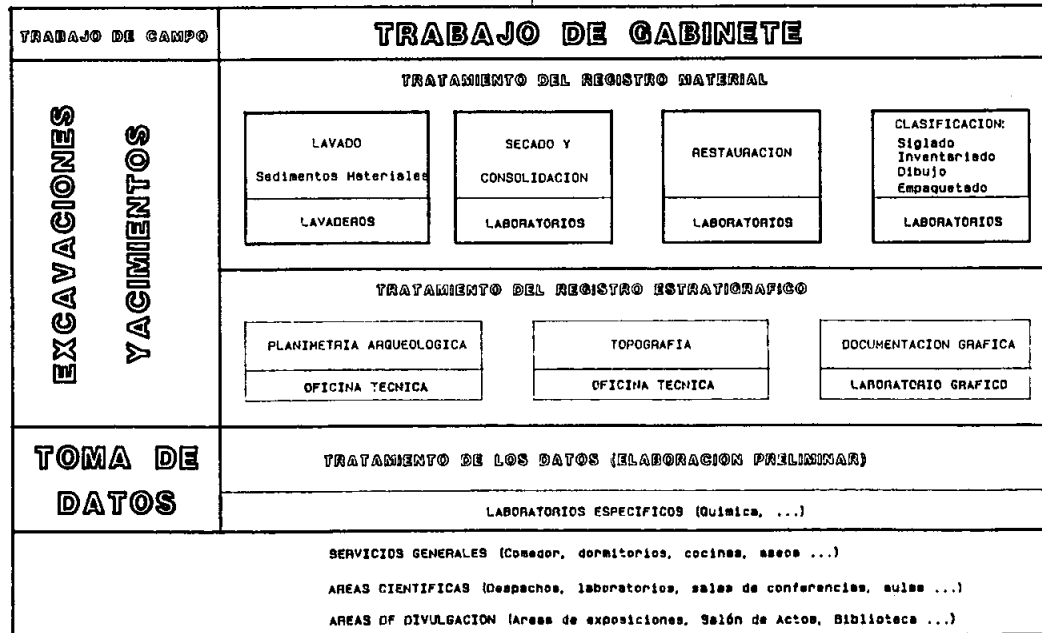 TRABAJO DE CAMPO
TRABAJO DE GABINETE
EXCAVACIONES
YACIMIENTOS
TRATAMIENTO DEL REGISTRO MATERIAL
LAVADO
Sedimentos Materiales
LAVADEROS
SECADO Y
CONSOLIDACION
LABORATORIOS
RESTAURACION
LABORATORIOS
CLASIFICACION:
Siglado
Inventariado
Dibujo
Empaquetado
LABORATORIOS
TRATAMIENTO DEL REGISTRO ESTRATIGRAFICO
PLANIMETRIA ARQUEOLOGICA
OFICINA TECNICA
TOPOGRAFIA
OFICINA TECNICA
DOCUMENTACION GRAFICA
LABORATORIO GRAFICO
TOMA DE
DATOS
TRATAMIENTO DE LOS DATOS (ELABORACION PRELIMINAR)
LABORATORIOS ESPECIFICOS (Quimica, ...)
SERVICIOS GENERALES (Comedor, dormitorios, cocinas, aseos ...)
AREAS CIENTIFICAS (Despachos, laboratorios, salas de conferencias, aulas ...)
AREAS DE DIVULGACION (Areas de exposiciones, Salón de Actos, Biblioteca ...)